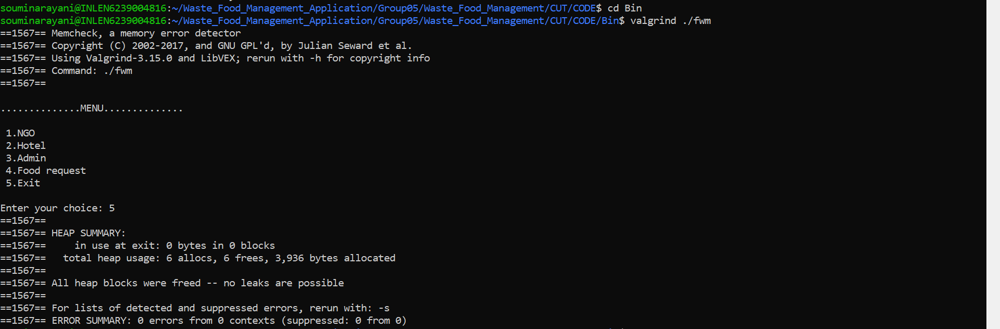 souminarayani@INLEN6239004816:~/Waste_Food_Management_Application/Group05/Waste_Food_Management/CUT/CODE$ cd Bin
souminarayani@INLEN6239004816:~/Waste_Food_Management_Application/Group05/Waste_Food_Management/CUT/CODE/Bin$ valgrind ./fwm
==1567== Memcheck, a memory error detector
==1567== Copyright (C) 2002-2017, and GNU GPL'd, by Julian Seward et al.
==1567== Using Valgrind-3.15.0 and LibVEX; rerun with -h for copyright info
==1567== Command: ./fwm
==1567==
..............MENU..............
1.NGO
2.Hotel
3.Admin
4.Food request
5.Exit
Enter your choice: 5
==1567==
==1567== HEAP SUMMARY:
==1567==     in use at exit: 0 bytes in 0 blocks
==1567==   total heap usage: 6 allocs, 6 frees, 3,936 bytes allocated
==1567==
==1567== All heap blocks were freed -- no leaks are possible
==1567==
==1567== For lists of detected and suppressed errors, rerun with: -s
==1567== ERROR SUMMARY: 0 errors from 0 contexts (suppressed: 0 from 0)